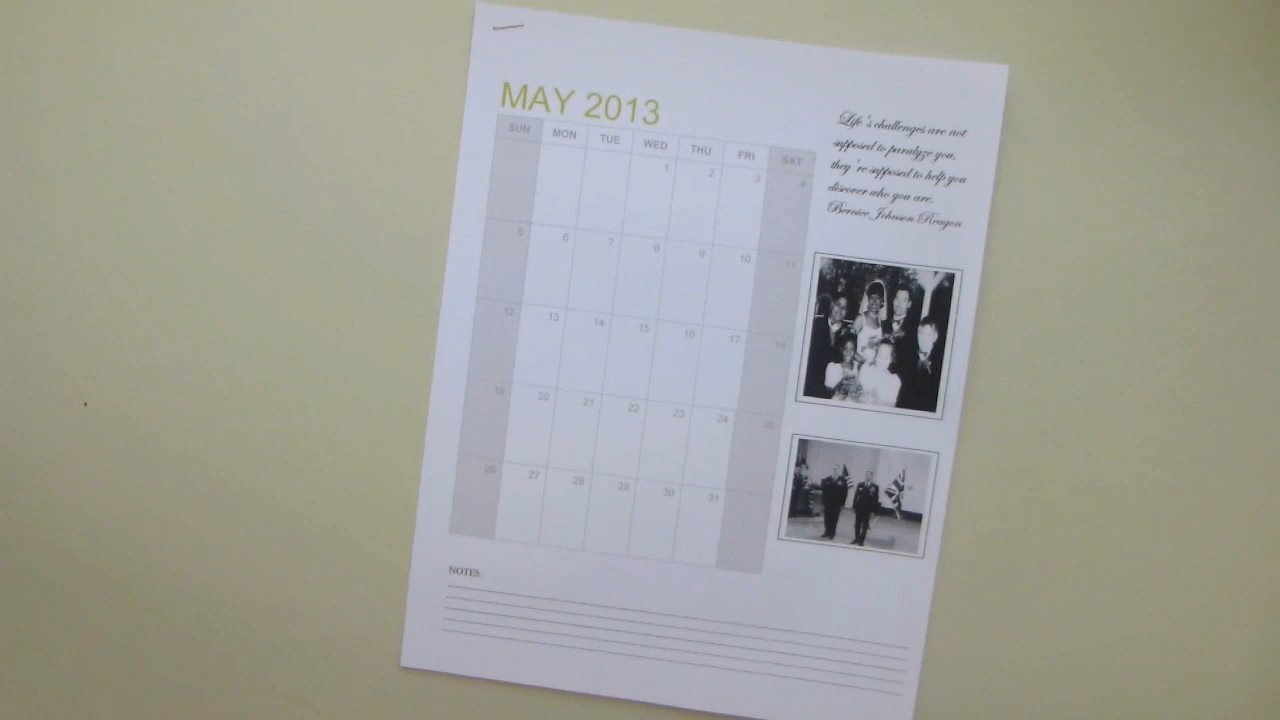 MAY 2013
SUN MON TUE WED THU FRI SAT
1 2 3 4
5 6 7 8 9 10 11
12 13 14 15 16 17 18
19 20 21 22 23 24 25
26 27 28 29 30 31
NOTES:
Life's challenges are not
supposed to paralyze you,
they're supposed to help you
discover who you are.
Bernice Johnson Reagon